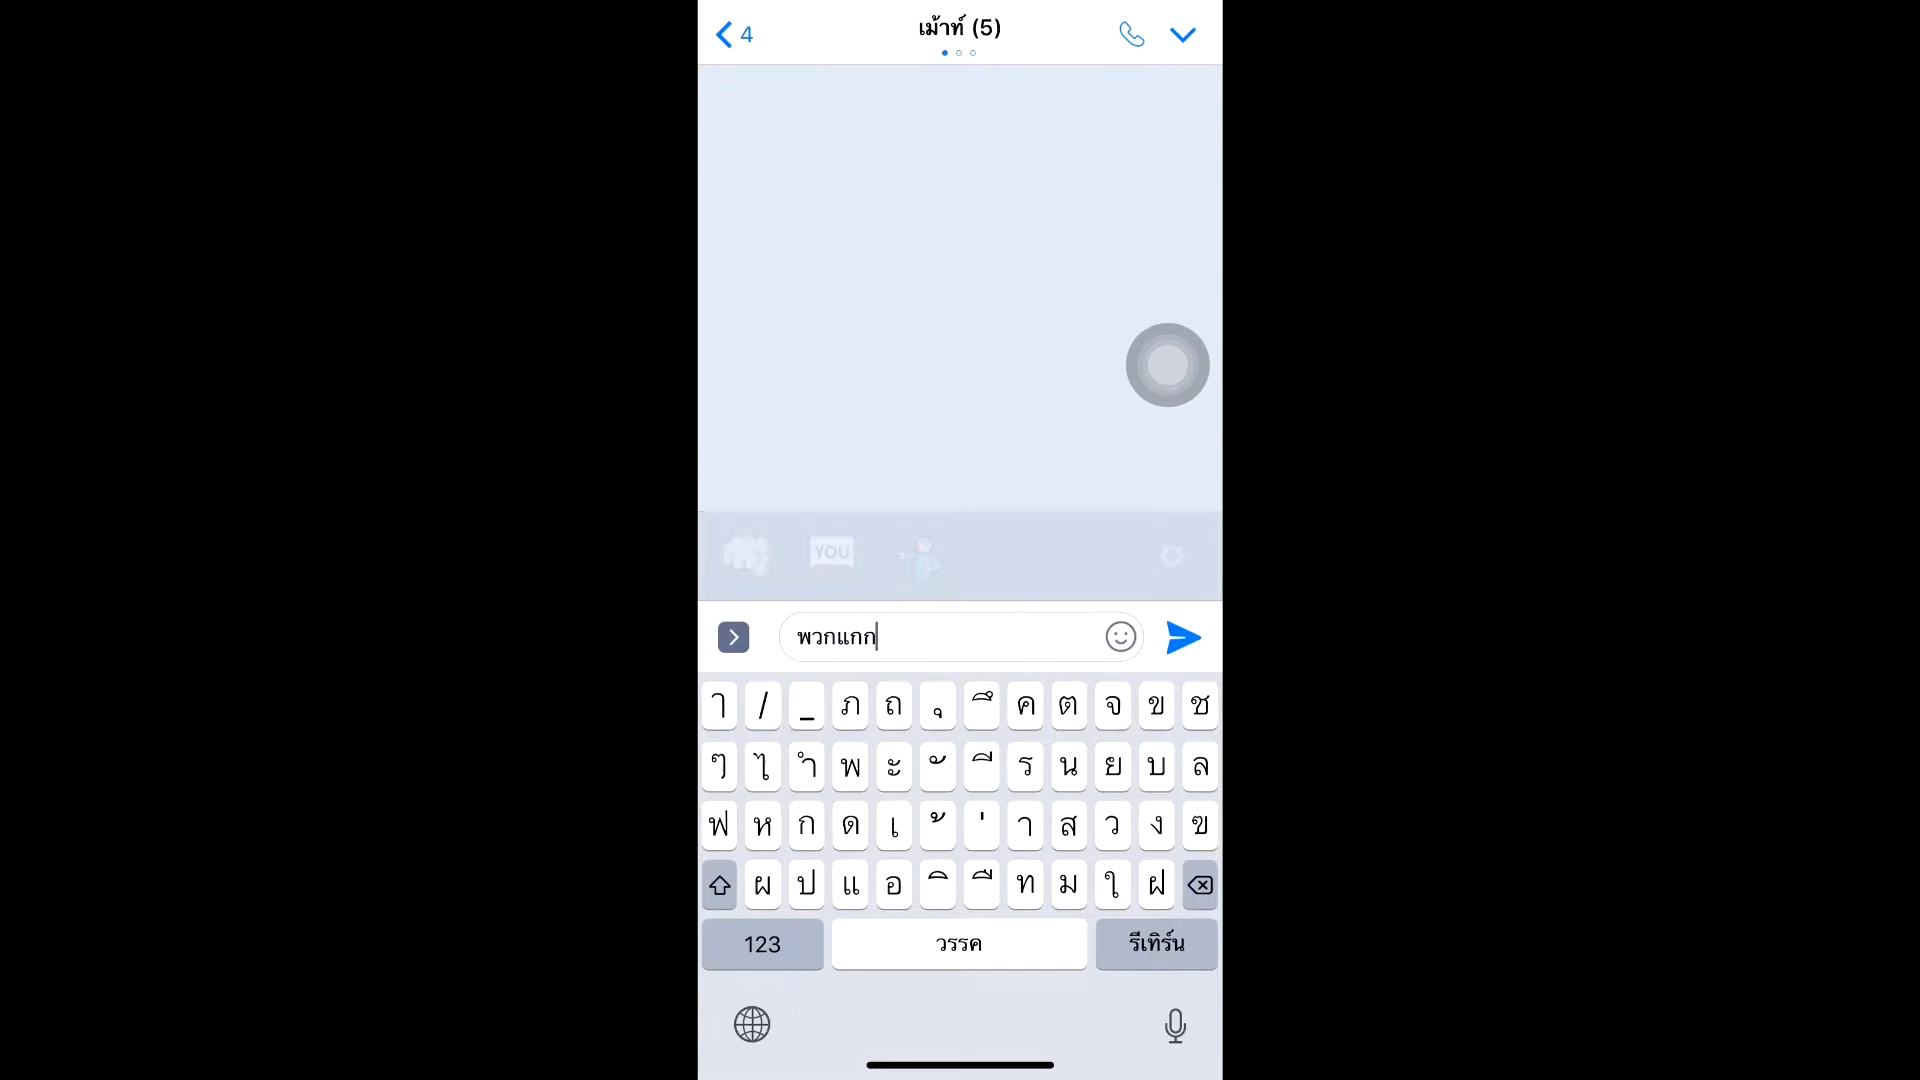 4
เม้าท์ (5)
YOU
พวกแกก
ๅ / _ ภ ถ ุ ึ ค ต จ ข ช
ๆ ไ ำ พ ะ ั ี ร น ย บ ล
ฟ ห ก ด เ ้ ่ า ส ว ง ฃ
ผ ป แ อ ิ ื ท ม ใ ฝ
123 วรรค รีเทิร์น